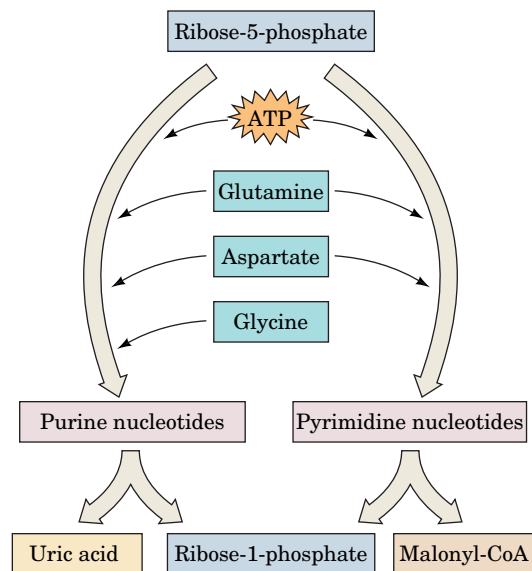 Ribose-5-phosphate
ATP
Glutamine
Aspartate
Glycine
Purine nucleotides
Pyrimidine nucleotides
Uric acid
Ribose-1-phosphate
Malonyl-CoA